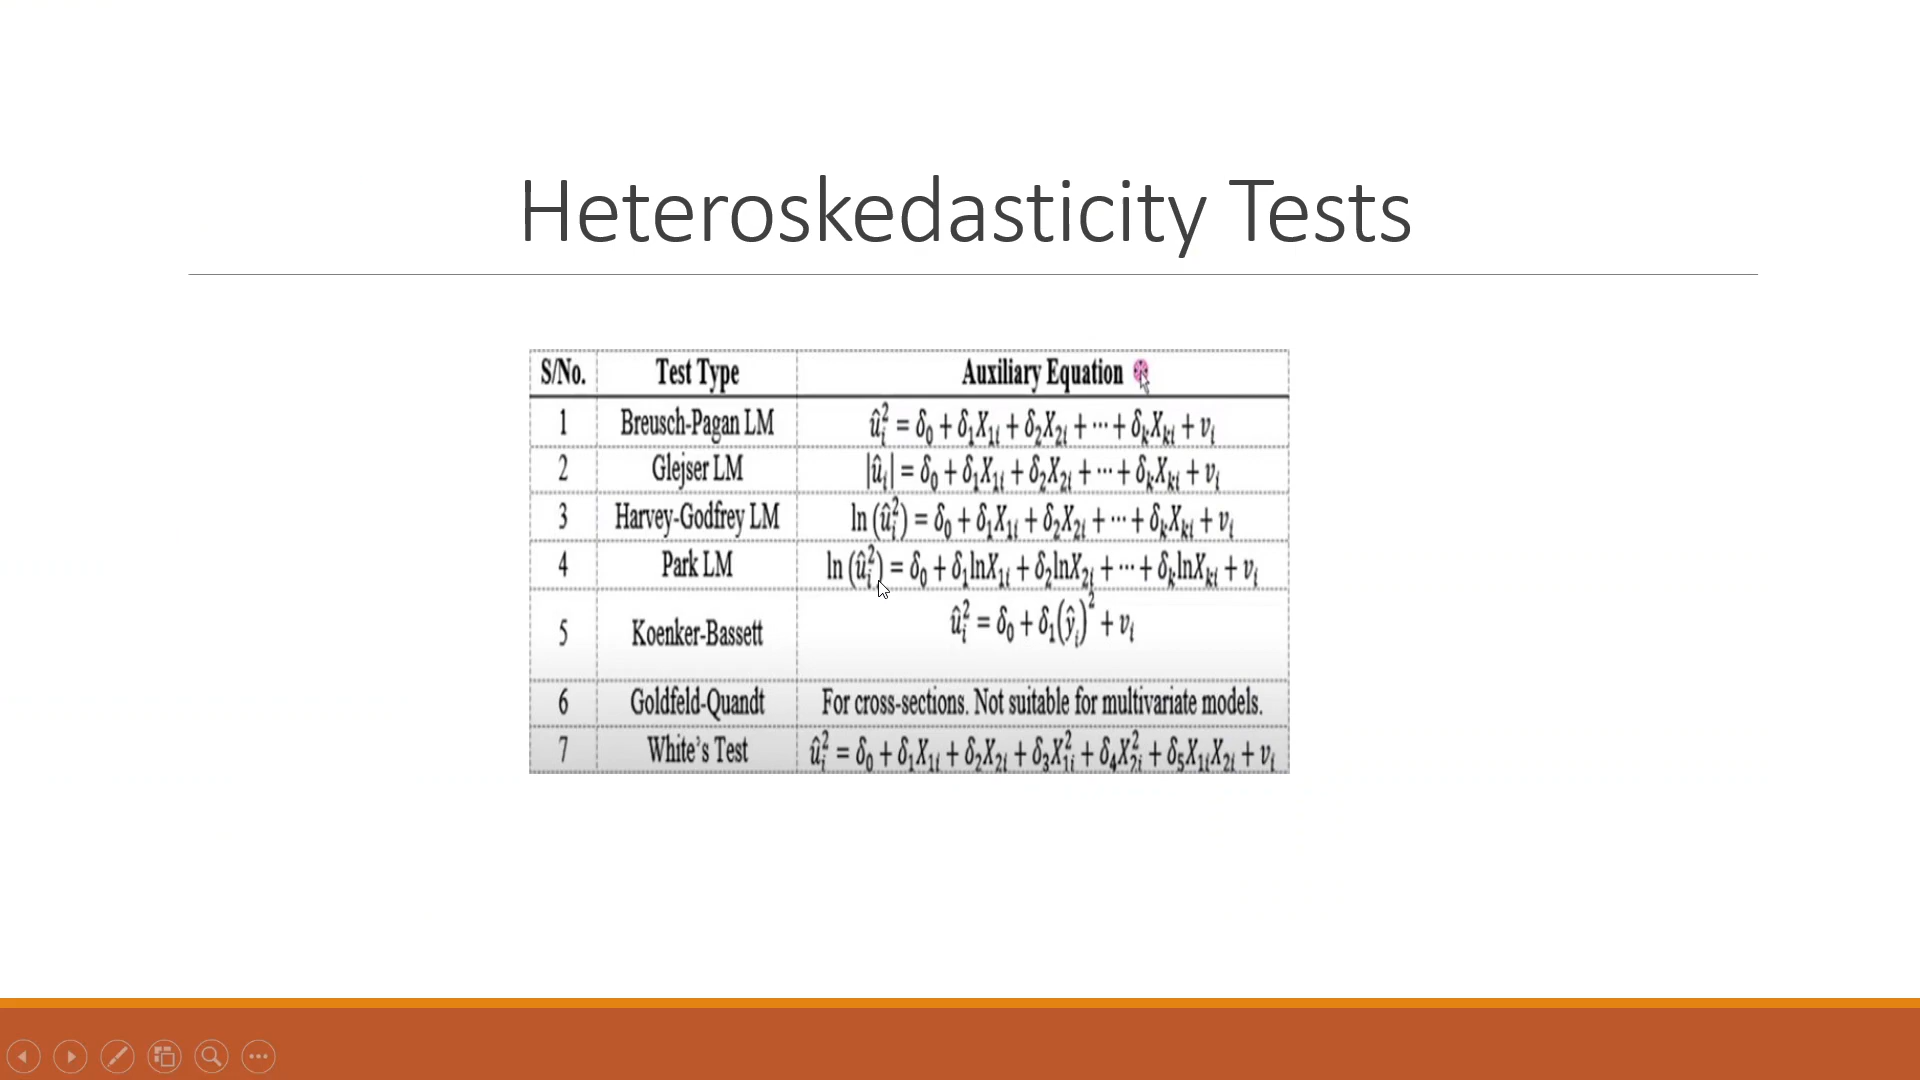 Heteroskedasticity Tests
S/No. Test Type Auxiliary Equation
1 Breusch-Pagan LM û²ᵢ = δ₀ + δ₁X₁ᵢ + δ₂X₂ᵢ + ⋯ + δₖXₖᵢ + vᵢ
2 Glejser LM |ûᵢ| = δ₀ + δ₁X₁ᵢ + δ₂X₂ᵢ + ⋯ + δₖXₖᵢ + vᵢ
3 Harvey-Godfrey LM ln (û²ᵢ) = δ₀ + δ₁X₁ᵢ + δ₂X₂ᵢ + ⋯ + δₖXₖᵢ + vᵢ
4 Park LM ln (û²ᵢ) = δ₀ + δ₁lnX₁ᵢ + δ₂lnX₂ᵢ + ⋯ + δₖlnXₖᵢ + vᵢ
5 Koenker-Bassett û²ᵢ = δ₀ + δ₁(ŷᵢ)² + vᵢ
6 Goldfeld-Quandt For cross-sections. Not suitable for multivariate models.
7 White's Test û²ᵢ = δ₀ + δ₁X₁ᵢ + δ₂X₂ᵢ + δ₃X²₁ᵢ + δ₄X²₂ᵢ + δ₅X₁ᵢX₂ᵢ + vᵢ